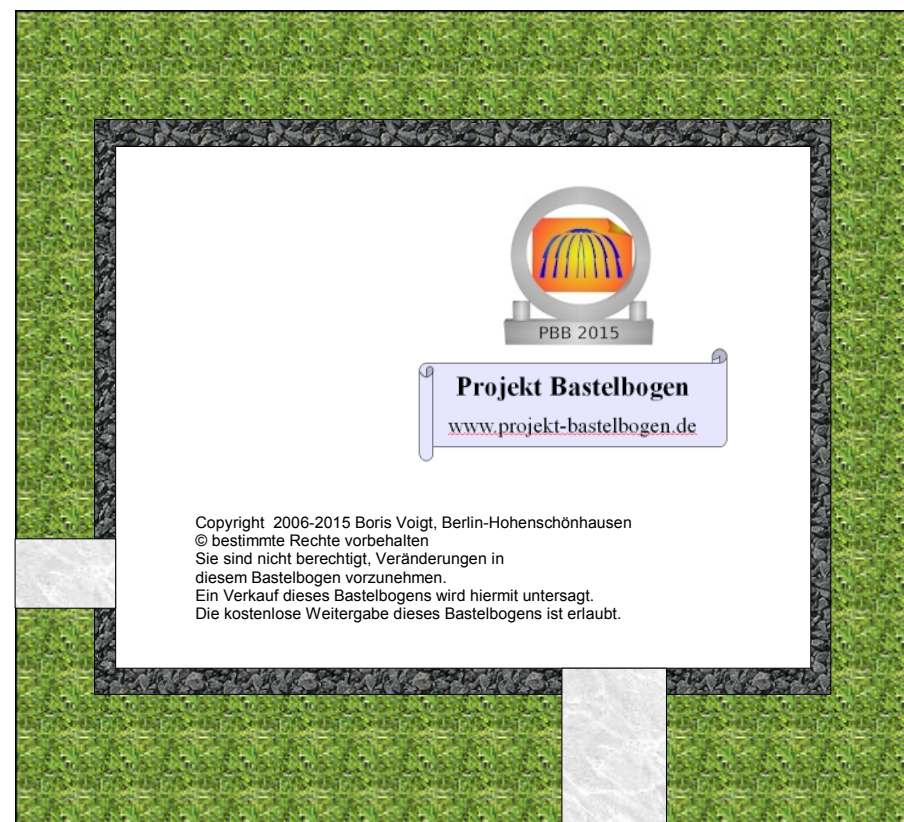 PBB 2015
Projekt Bastelbogen
www.projekt-bastelbogen.de
Copyright  2006-2015 Boris Voigt, Berlin-Hohenschönhausen
© bestimmte Rechte vorbehalten
Sie sind nicht berechtigt, Veränderungen in
diesem Bastelbogen vorzunehmen.
Ein Verkauf dieses Bastelbogens wird hiermit untersagt.
Die kostenlose Weitergabe dieses Bastelbogens ist erlaubt.